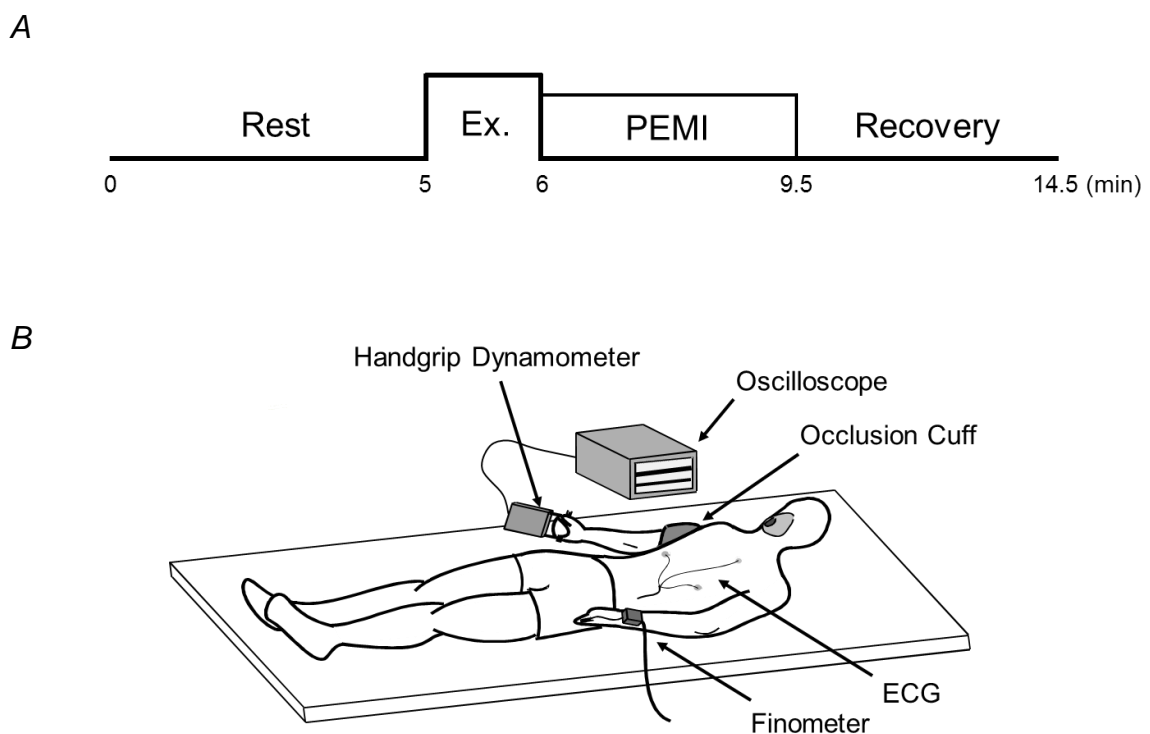 A
Rest
Ex.
PEMI
Recovery
0
5
6
9.5
14.5 (min)
B
Handgrip Dynamometer
Oscilloscope
Occlusion Cuff
ECG
Finometer